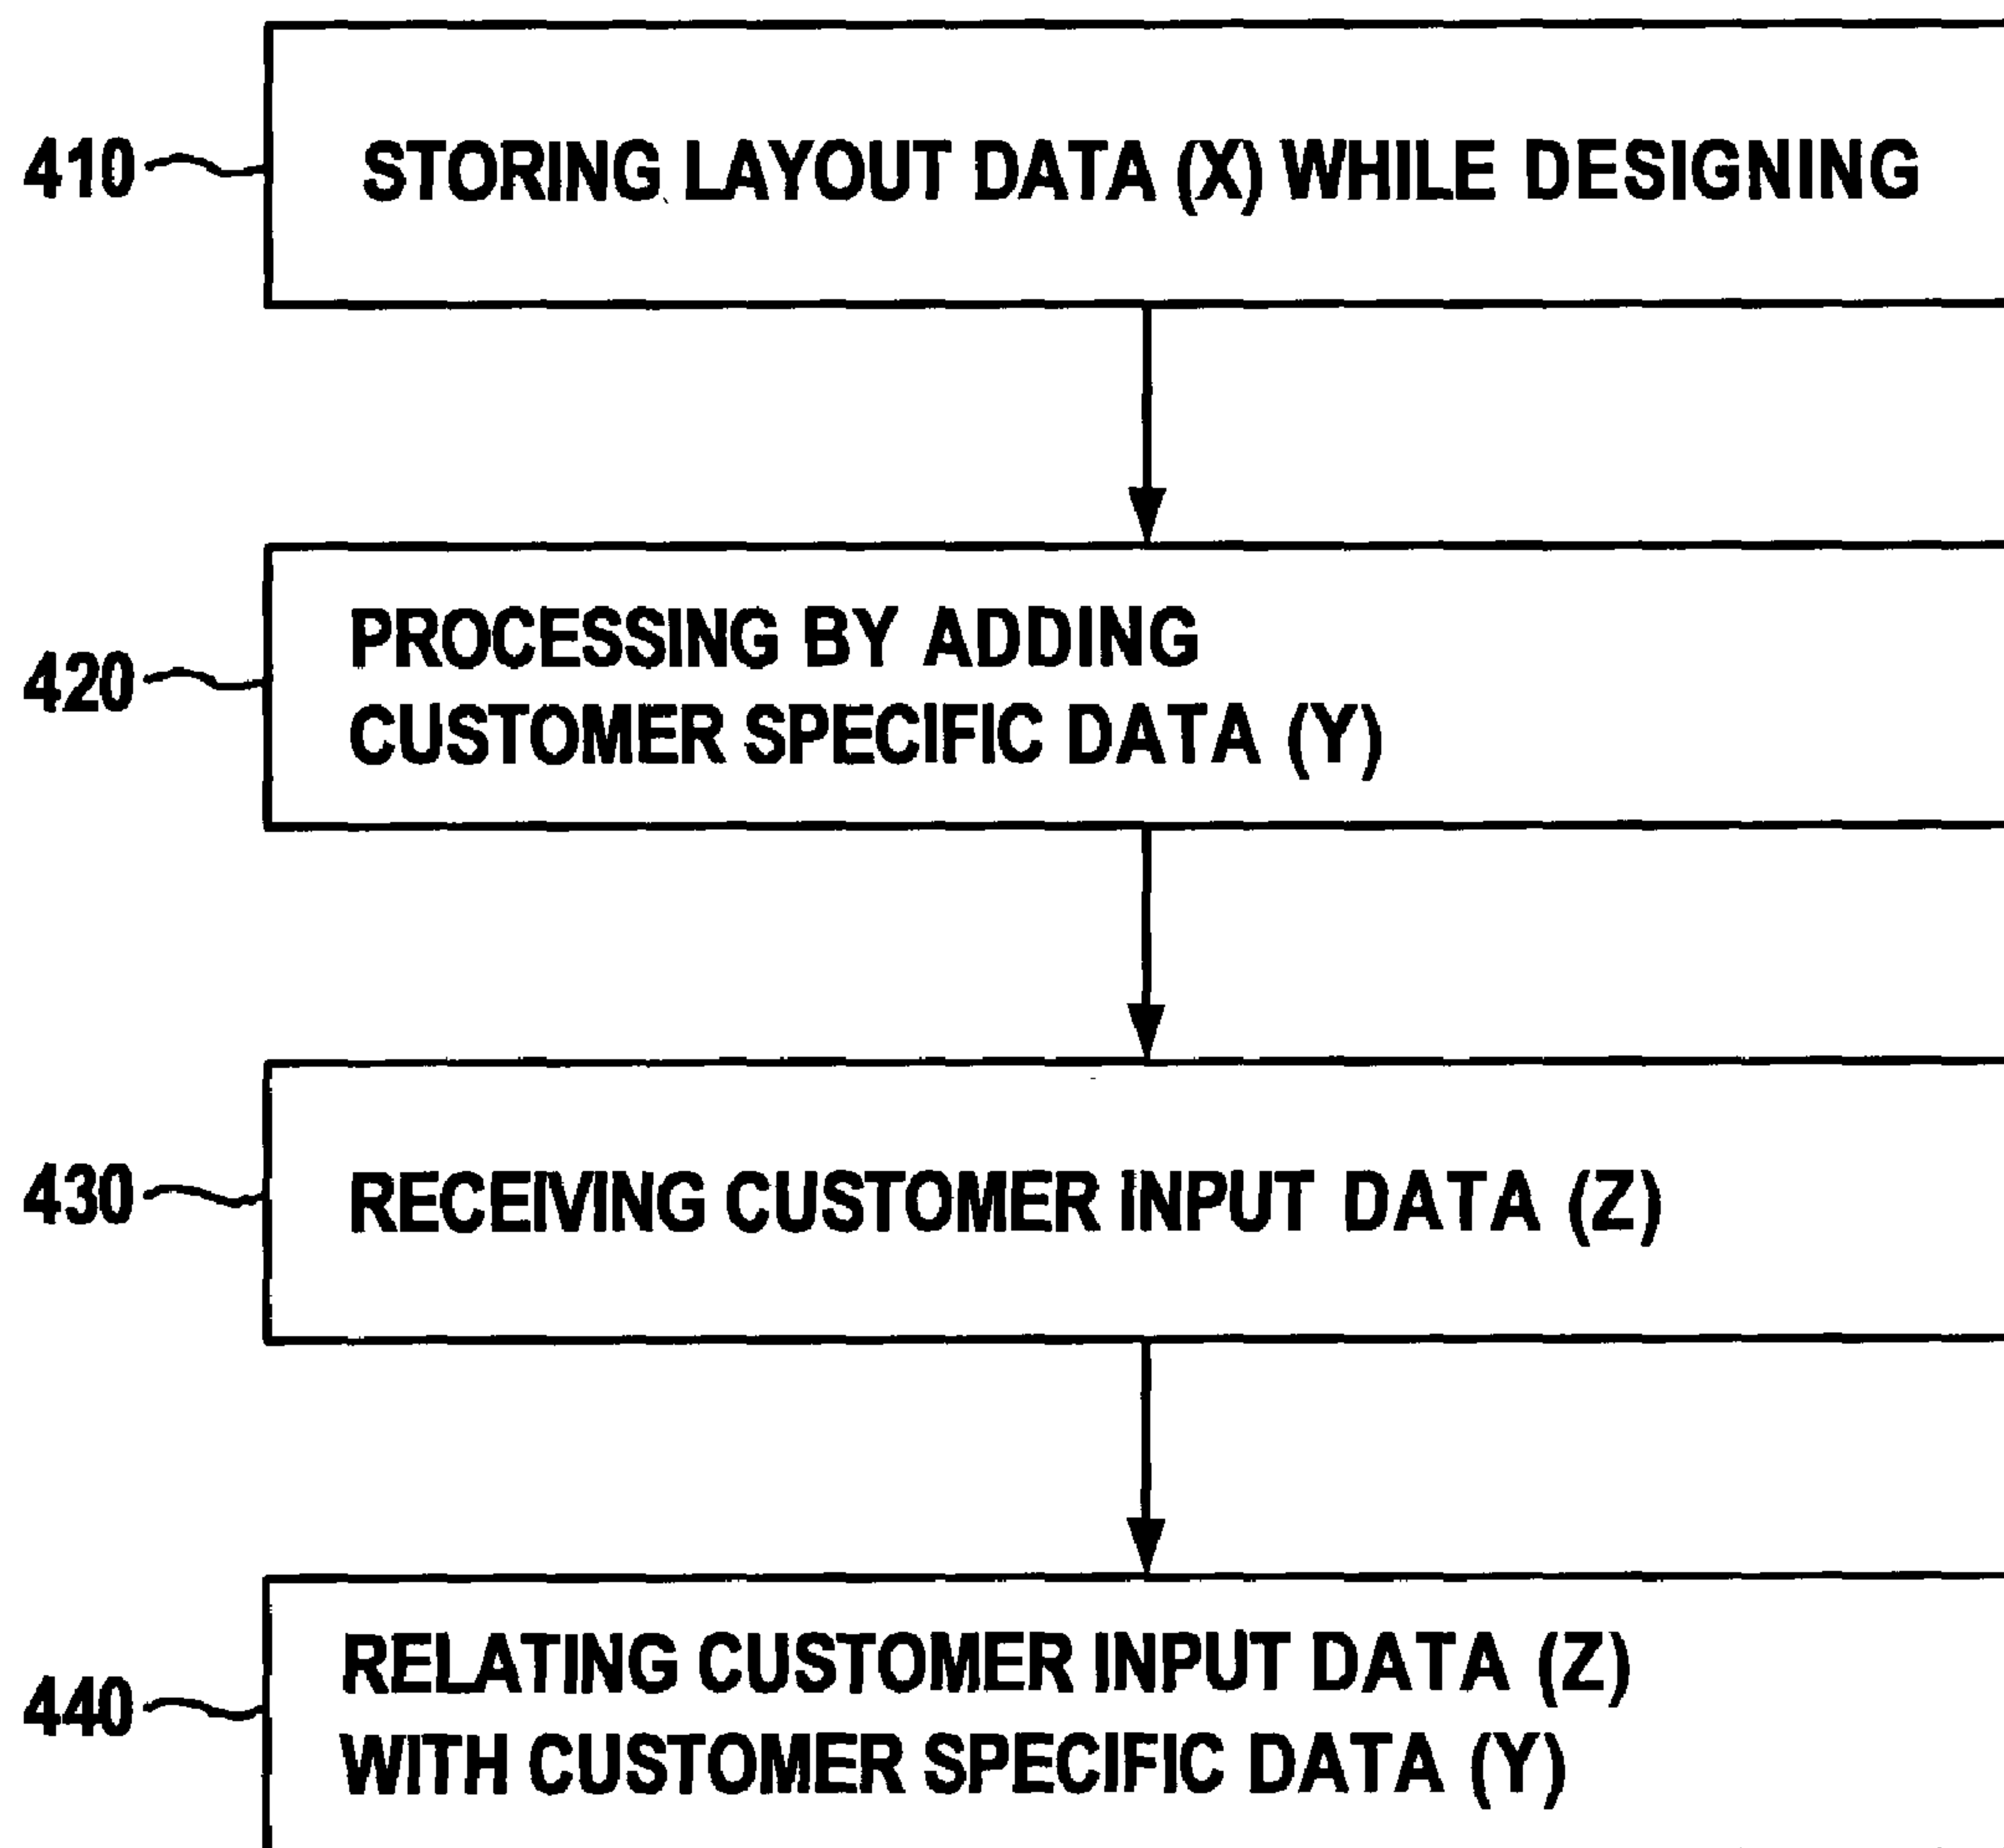 410 STORING LAYOUT DATA (X) WHILE DESIGNING
PROCESSING BY ADDING
420
CUSTOMER SPECIFIC DATA (Y)
430 RECEIVING CUSTOMER INPUT DATA (Z)
RELATING CUSTOMER INPUT DATA (Z)
440
WITH CUSTOMER SPECIFIC DATA (Y)